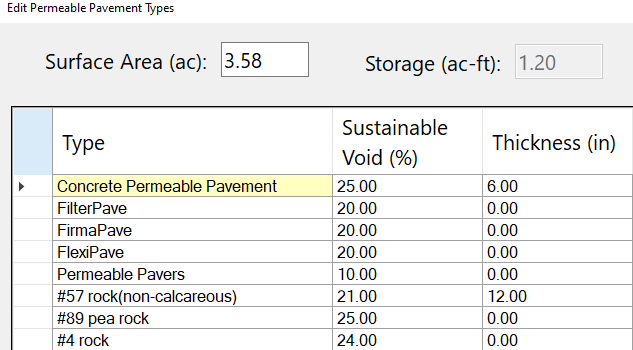 Edit Permeable Pavement Types
Surface Area (ac): 3.58 Storage (ac-ft): 1.20
Type Sustainable Void (%) Thickness (in)
Concrete Permeable Pavement 25.00 6.00
FilterPave 20.00 0.00
FirmaPave 20.00 0.00
FlexiPave 20.00 0.00
Permeable Pavers 10.00 0.00
#57 rock(non-calcareous) 21.00 12.00
#89 pea rock 25.00 0.00
#4 rock 24.00 0.00